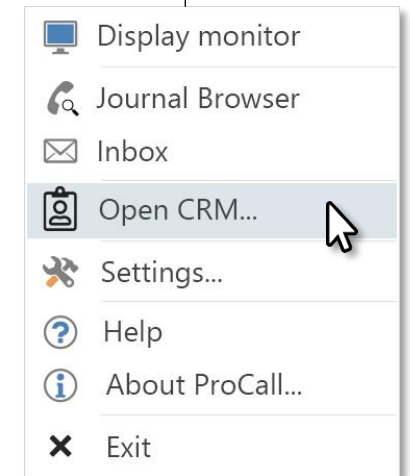 Display monitor
Journal Browser
Inbox
Open CRM...
Settings...
Help
About ProCall...
Exit